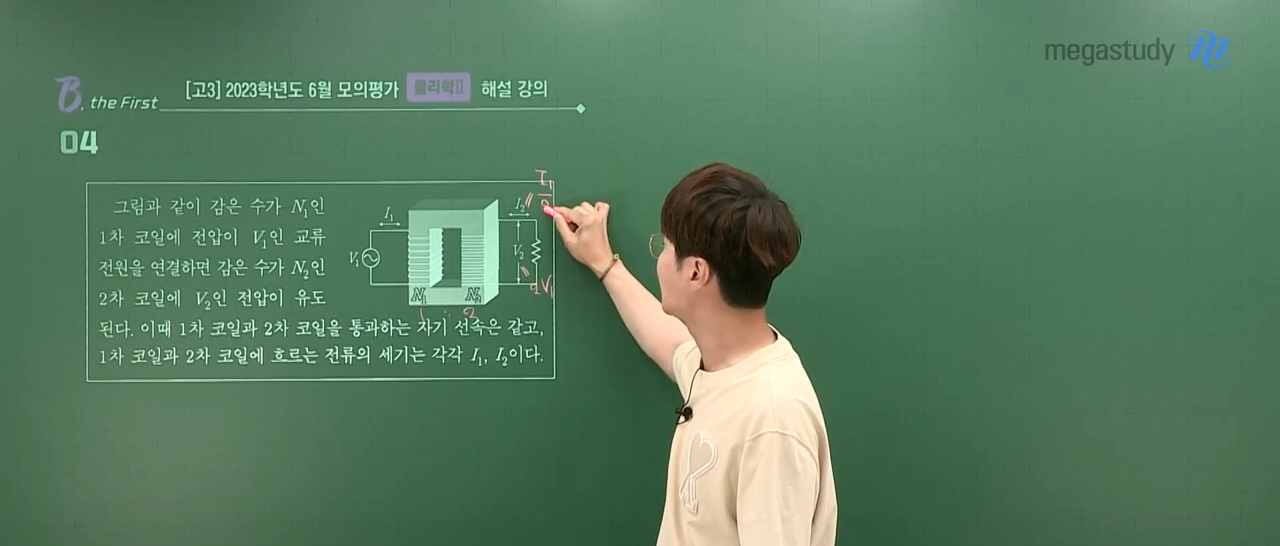 megastudy
B. the First
[고3] 2023학년도 6월 모의평가 물리학Ⅱ 해설 강의
04
그림과 같이 감은 수가 N₁인
1차 코일에 전압이 V₁인 교류
전원을 연결하면 감은 수가 N₂인
2차 코일에 V₂인 전압이 유도
된다. 이때 1차 코일과 2차 코일을 통과하는 자기 선속은 같고,
1차 코일과 2차 코일에 흐르는 전류의 세기는 각각 I₁, I₂이다.
I₁
I₁
I₂
V₁
V₂
2V₁
N₁
N₂
1 : 2